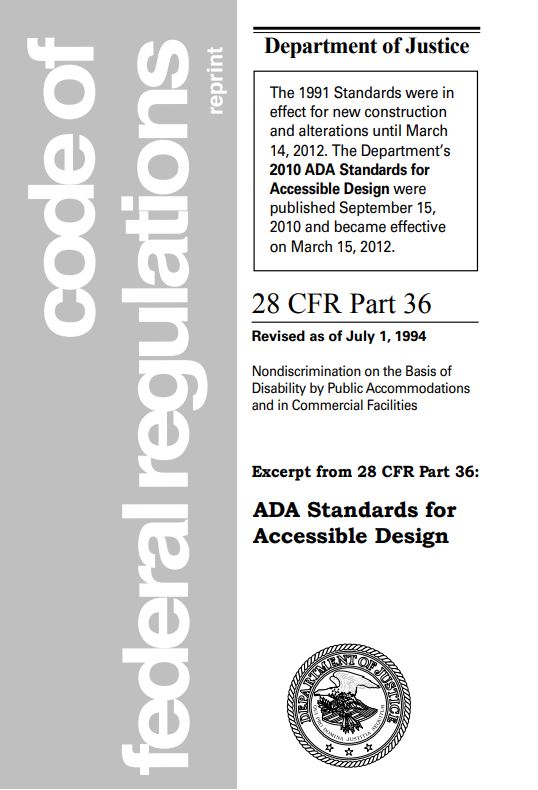 code of
federal regulations
reprint
Department of Justice
The 1991 Standards were in
effect for new construction
and alterations until March
14, 2012. The Department’s
2010 ADA Standards for
Accessible Design were
published September 15,
2010 and became effective
on March 15, 2012.
28 CFR Part 36
Revised as of July 1, 1994
Nondiscrimination on the Basis of
Disability by Public Accommodations
and in Commercial Facilities
Excerpt from 28 CFR Part 36:
ADA Standards for
Accessible Design
DEPARTMENT OF JUSTICE
DOMINA JUSTITIA